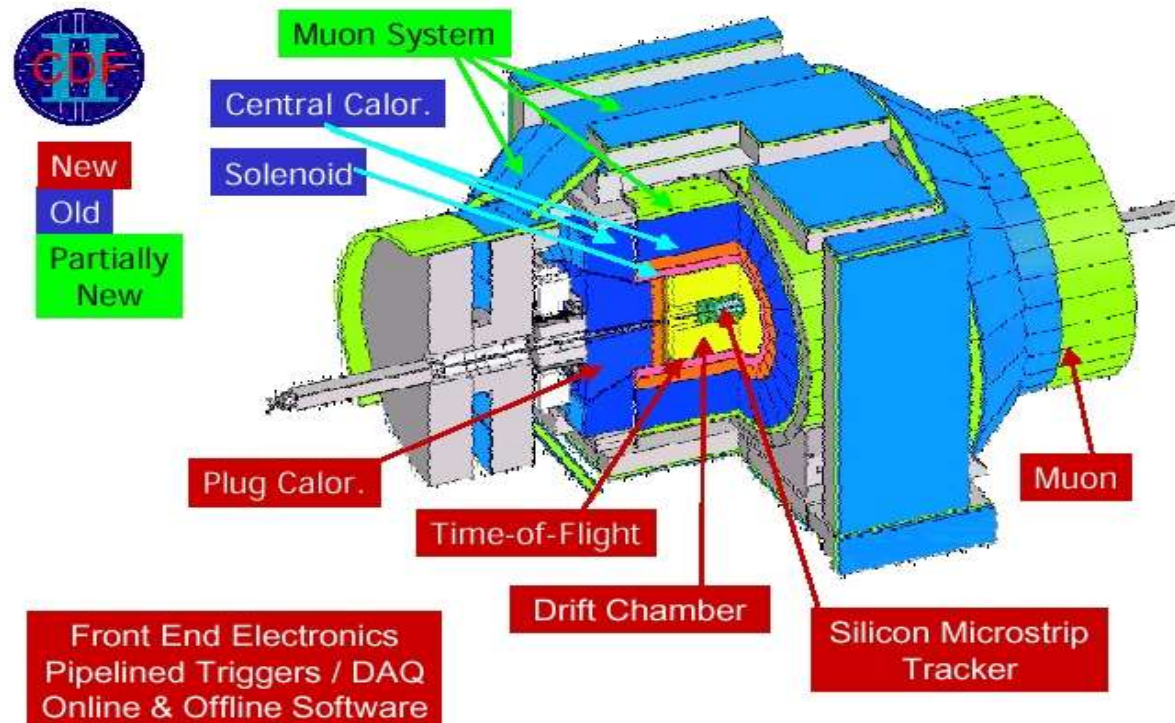 II
CDF
New
Old
Partially
New
Muon System
Central Calor.
Solenoid
Plug Calor.
Time-of-Flight
Drift Chamber
Silicon Microstrip
Tracker
Muon
Front End Electronics
Pipelined Triggers / DAQ
Online & Offline Software